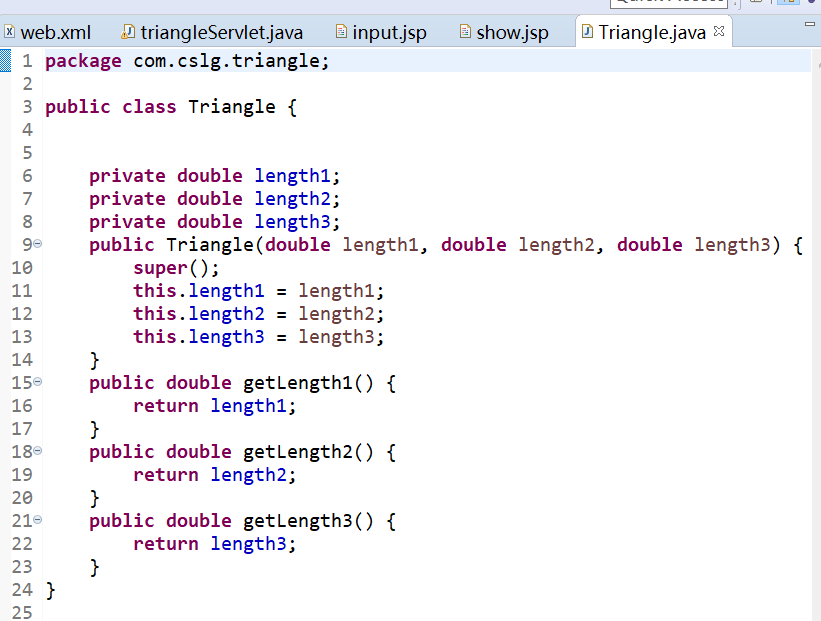 web.xml triangleServlet.java input.jsp show.jsp Triangle.java
1 package com.cslg.triangle;
2
3 public class Triangle {
4
5
6 private double length1;
7 private double length2;
8 private double length3;
9 public Triangle(double length1, double length2, double length3) {
10 super();
11 this.length1 = length1;
12 this.length2 = length2;
13 this.length3 = length3;
14 }
15 public double getLength1() {
16 return length1;
17 }
18 public double getLength2() {
19 return length2;
20 }
21 public double getLength3() {
22 return length3;
23 }
24 }
25